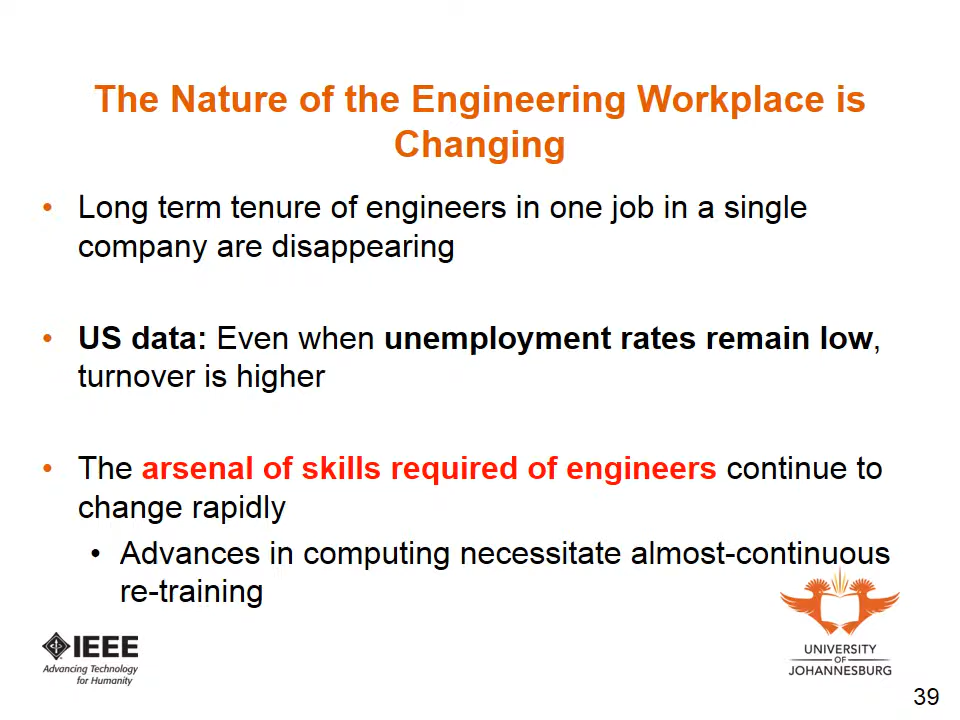 The Nature of the Engineering Workplace is
Changing
• Long term tenure of engineers in one job in a single
company are disappearing
• US data: Even when unemployment rates remain low,
turnover is higher
• The arsenal of skills required of engineers continue to
change rapidly
• Advances in computing necessitate almost-continuous
re-training
IEEE
Advancing Technology
for Humanity
UNIVERSITY
OF
JOHANNESBURG
39